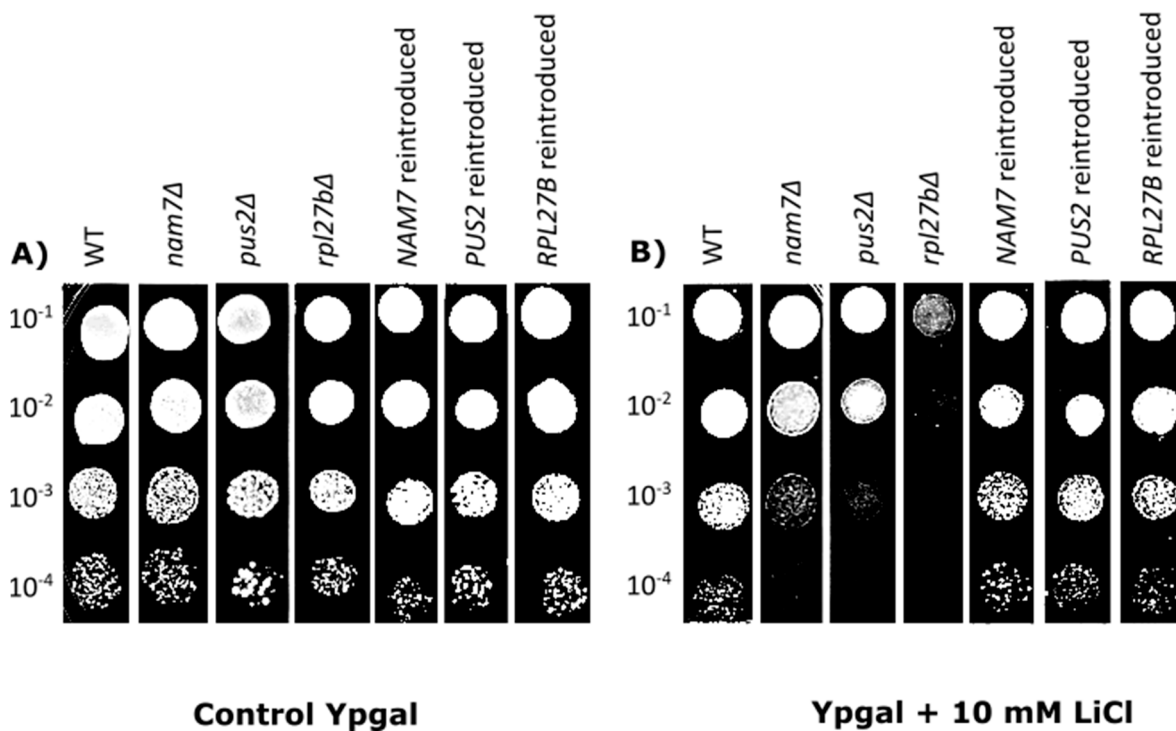 A)
WT
nam7Δ
pus2Δ
rpl27bΔ
NAM7 reintroduced
PUS2 reintroduced
RPL27B reintroduced
10-1
10-2
10-3
10-4
Control Ypgal
B)
WT
nam7Δ
pus2Δ
rpl27bΔ
NAM7 reintroduced
PUS2 reintroduced
RPL27B reintroduced
10-1
10-2
10-3
10-4
Ypgal + 10 mM LiCl